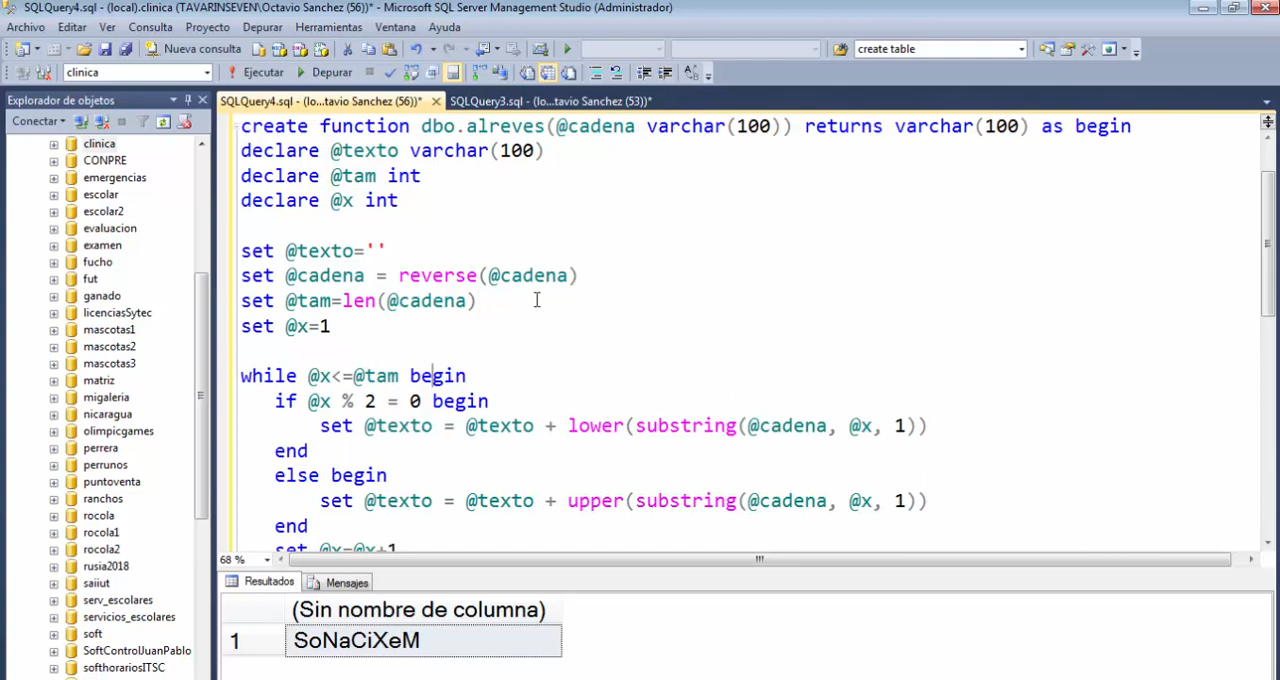 SQLQuery4.sql - (local).clinica (TAVARINSEVEN\Octavio Sanchez (56))* - Microsoft SQL Server Management Studio (Administrador)
Archivo Editar Ver Consulta Proyecto Depurar Herramientas Ventana Ayuda
Nueva consulta create table
clinica Ejecutar Depurar
Explorador de objetos
SQLQuery4.sql - (lo...tavio Sanchez (56))* SQLQuery3.sql - (lo...tavio Sanchez (53))*
Conectar
clinica
CONPRE
emergencias
escolar
escolar2
evaluacion
examen
fucho
fut
ganado
licenciasSytec
mascotas1
mascotas2
mascotas3
matriz
migaleria
nicaragua
olimpicgames
perrera
perrunos
puntoventa
ranchos
rocola
rocola1
rocola2
rusia2018
saiiut
serv_escolares
servicios_escolares
soft
SoftControlJuanPablo
softhorariosITSC
create function dbo.alreves(@cadena varchar(100)) returns varchar(100) as begin
declare @texto varchar(100)
declare @tam int
declare @x int
set @texto=''
set @cadena = reverse(@cadena)
set @tam=len(@cadena)
set @x=1
while @x<=@tam begin
if @x % 2 = 0 begin
set @texto = @texto + lower(substring(@cadena, @x, 1))
end
else begin
set @texto = @texto + upper(substring(@cadena, @x, 1))
end
set @x=@x+1
68 %
Resultados Mensajes
(Sin nombre de columna)
1 SoNaCiXeM